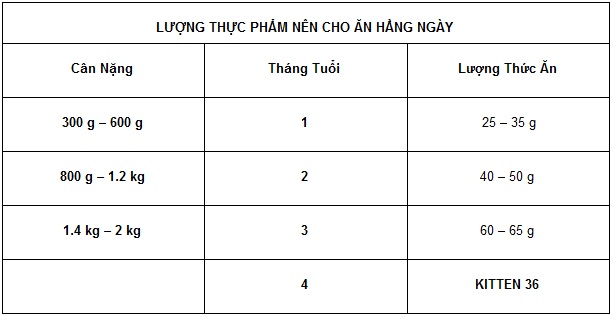 LƯỢNG THỰC PHẨM NÊN CHO ĂN HẰNG NGÀY
Cân Nặng Tháng Tuổi Lượng Thức Ăn
300 g – 600 g 1 25 – 35 g
800 g – 1.2 kg 2 40 – 50 g
1.4 kg – 2 kg 3 60 – 65 g
4 KITTEN 36